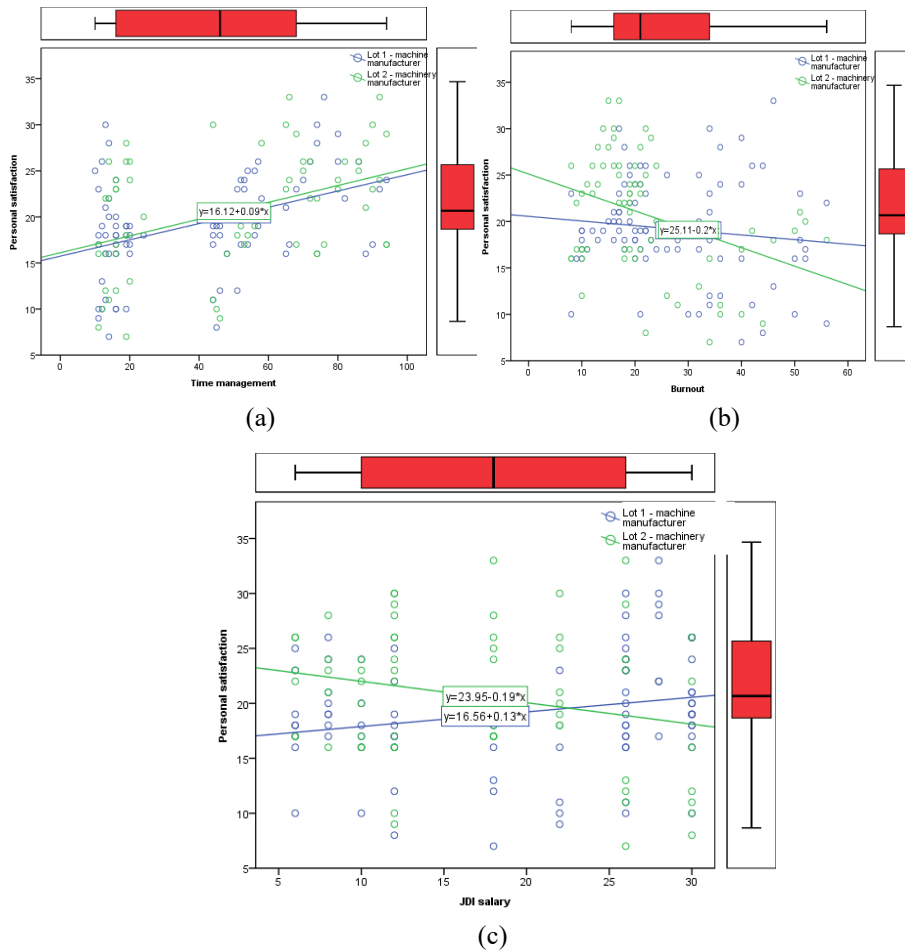 Lot 1 - machine
manufacturer
Lot 2 - machinery
manufacturer
35
30
25
20
15
10
5
Personal satisfaction
y=16.12+0.09*x
0 20 40 60 80 100
Time management
(a)
Lot 1 - machine
manufacturer
Lot 2 - machinery
manufacturer
35
30
25
20
15
10
5
Personal satisfaction
y=25.11-0.2*x
0 10 20 30 40 50 60
Burnout
(b)
Lot 1 - machine
manufacturer
Lot 2 - machinery
manufacturer
35
30
25
20
15
10
5
Personal satisfaction
y=23.95-0.19*x
y=16.56+0.13*x
5 10 15 20 25 30
JDI salary
(c)